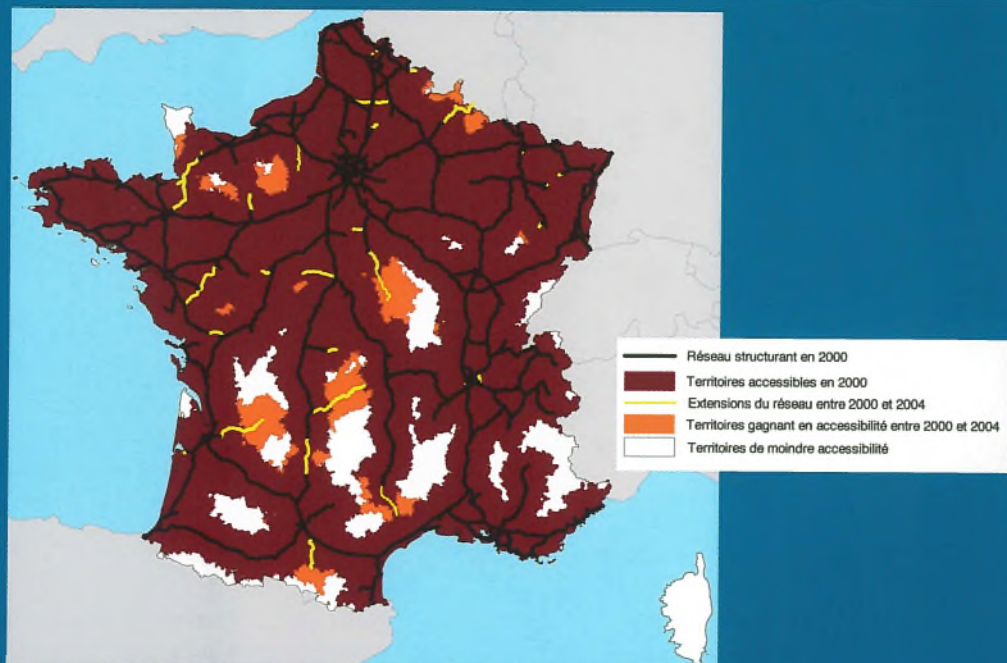 Réseau structurant en 2000
Territoires accessibles en 2000
Extensions du réseau entre 2000 et 2004
Territoires gagnant en accessibilité entre 2000 et 2004
Territoires de moindre accessibilité